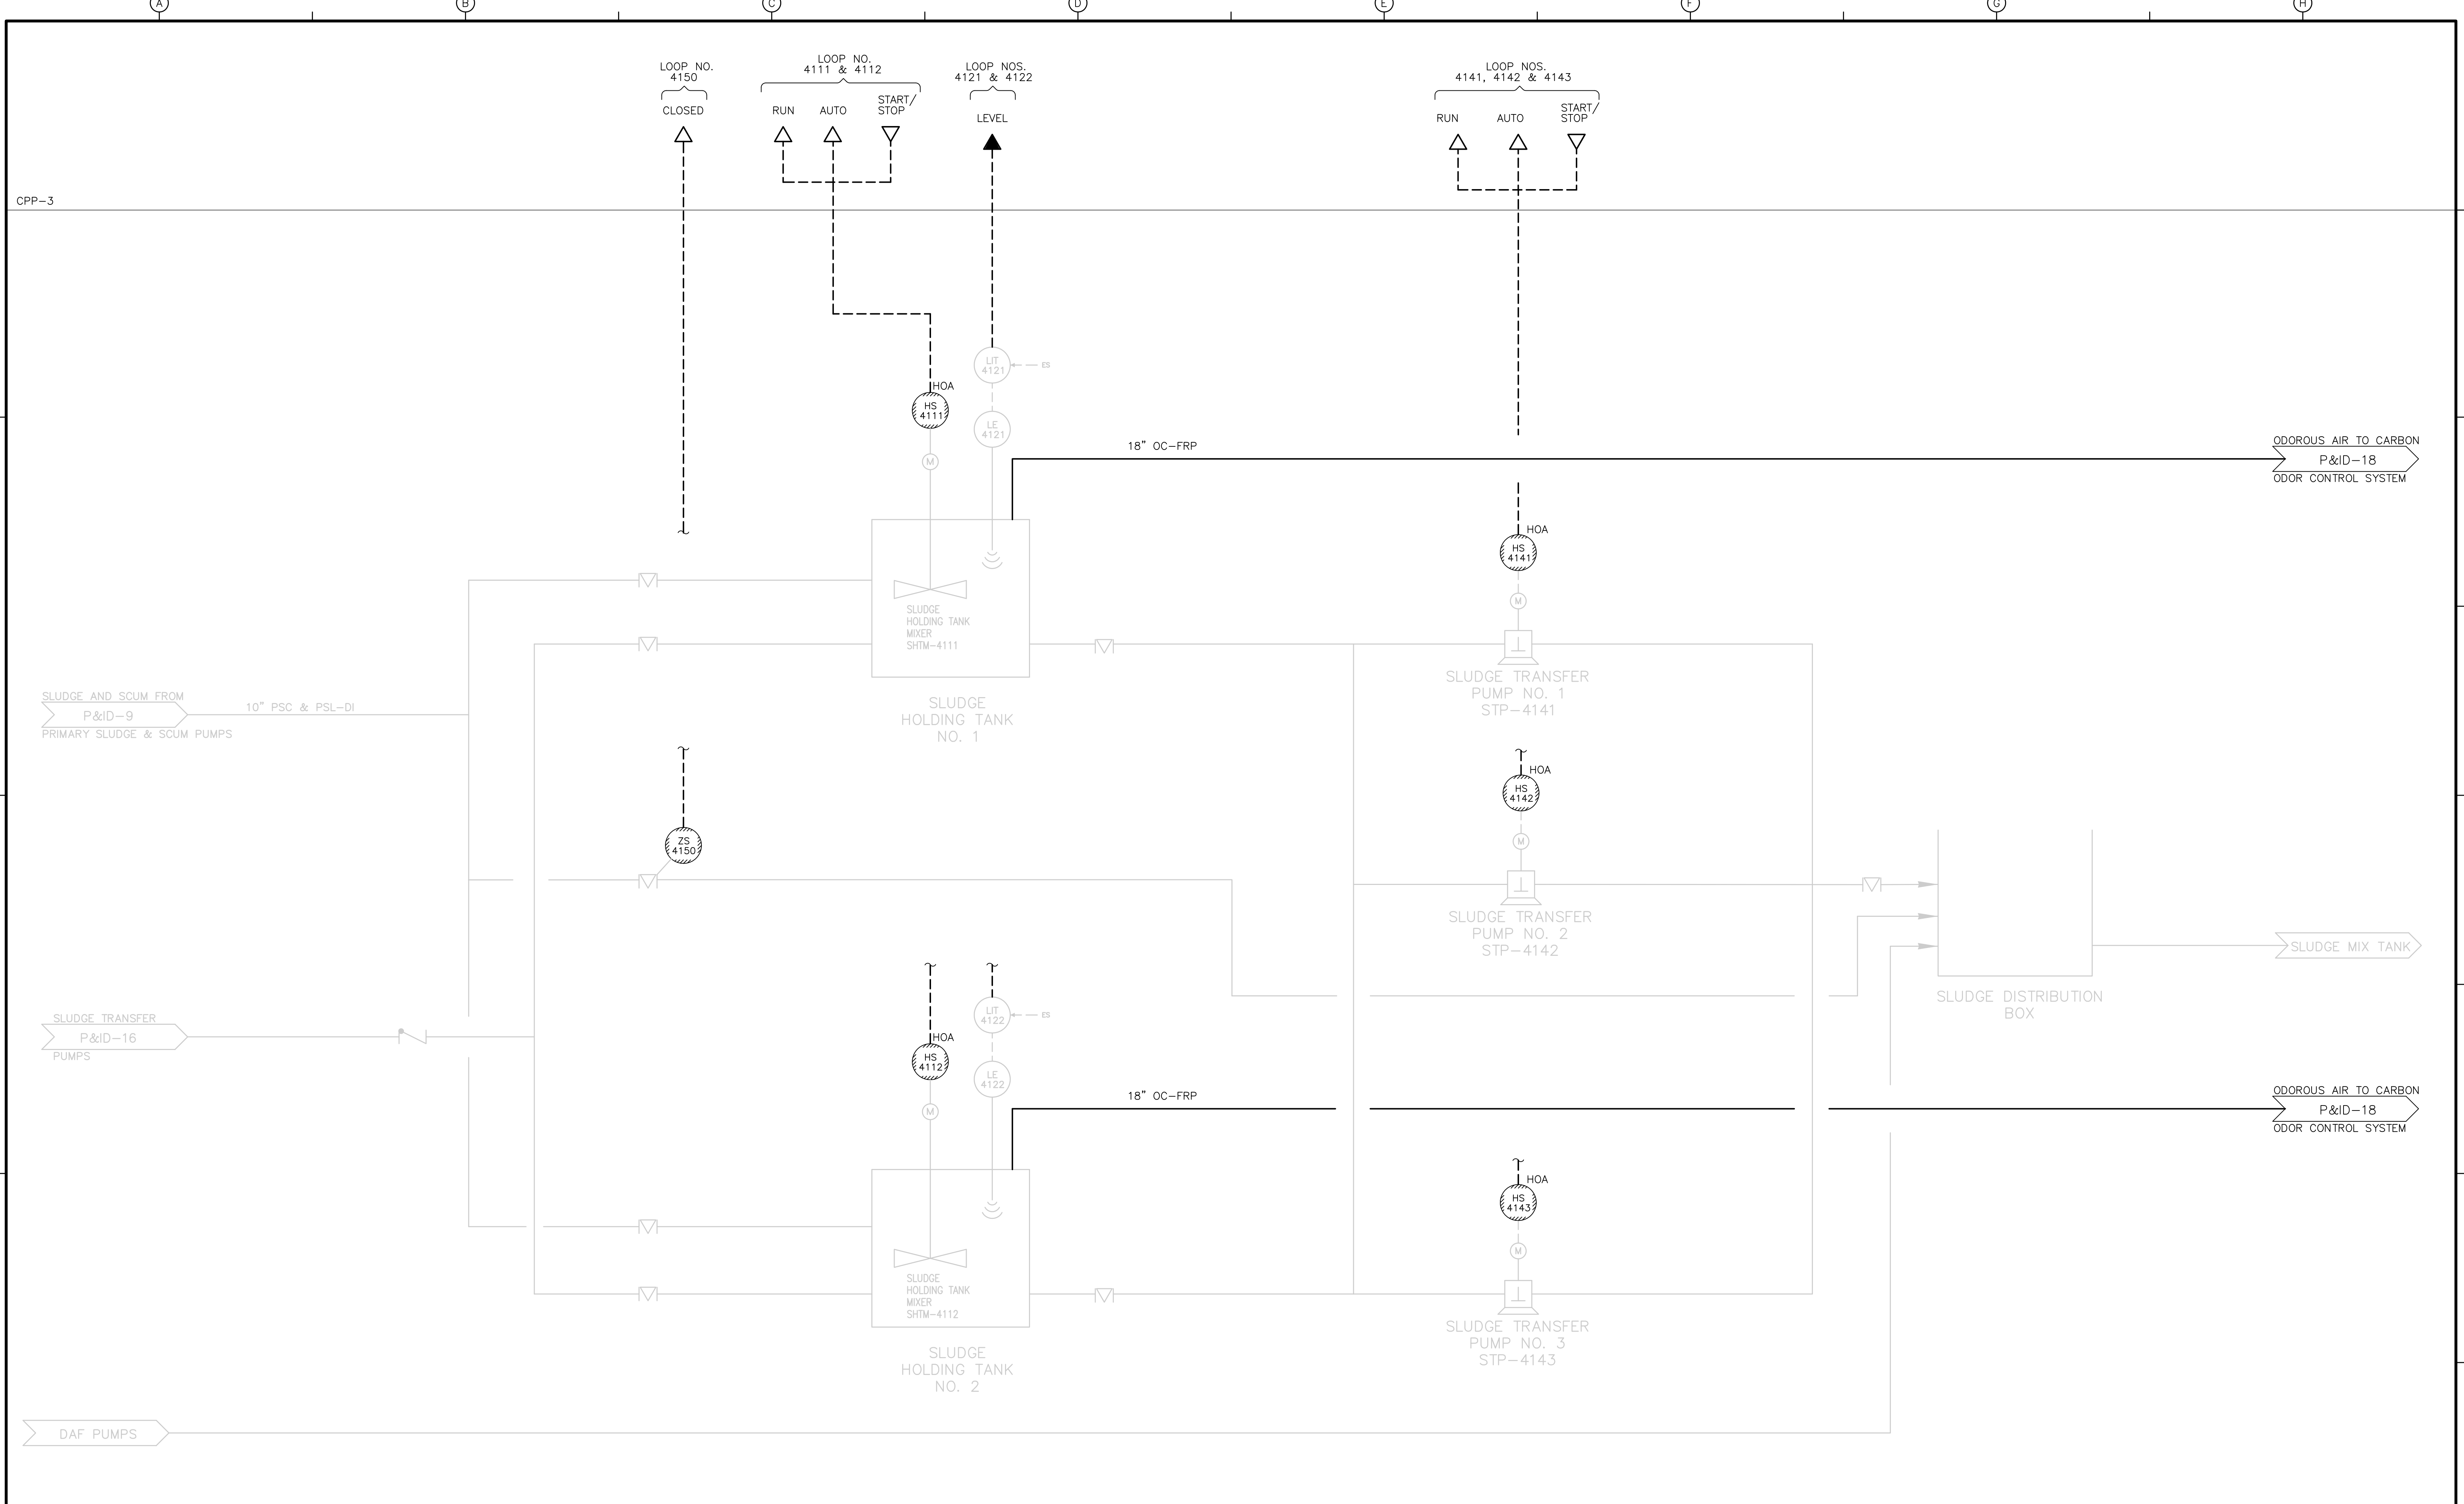 A
B
C
D
E
F
G
H
LOOP NO.
4150
CLOSED
LOOP NO.
4111 & 4112
RUN
AUTO
START/
STOP
LOOP NOS.
4121 & 4122
LEVEL
LOOP NOS.
4141, 4142 & 4143
RUN
AUTO
START/
STOP
CPP-3
LIT
4121
ES
HOA
HS
4111
LE
4121
M
18" OC-FRP
ODOROUS AIR TO CARBON
P&ID-18
ODOR CONTROL SYSTEM
HOA
HS
4141
M
SLUDGE
HOLDING TANK
MIXER
SHTM-4111
SLUDGE TRANSFER
PUMP NO. 1
STP-4141
SLUDGE AND SCUM FROM
P&ID-9
PRIMARY SLUDGE & SCUM PUMPS
10" PSC & PSL-DI
SLUDGE
HOLDING TANK
NO. 1
HOA
HS
4142
M
ZS
4150
SLUDGE TRANSFER
PUMP NO. 2
STP-4142
SLUDGE MIX TANK
SLUDGE DISTRIBUTION
BOX
SLUDGE TRANSFER
P&ID-16
PUMPS
LIT
4122
ES
HOA
HS
4112
LE
4122
M
18" OC-FRP
ODOROUS AIR TO CARBON
P&ID-18
ODOR CONTROL SYSTEM
HOA
HS
4143
M
SLUDGE
HOLDING TANK
MIXER
SHTM-4112
SLUDGE TRANSFER
PUMP NO. 3
STP-4143
SLUDGE
HOLDING TANK
NO. 2
DAF PUMPS